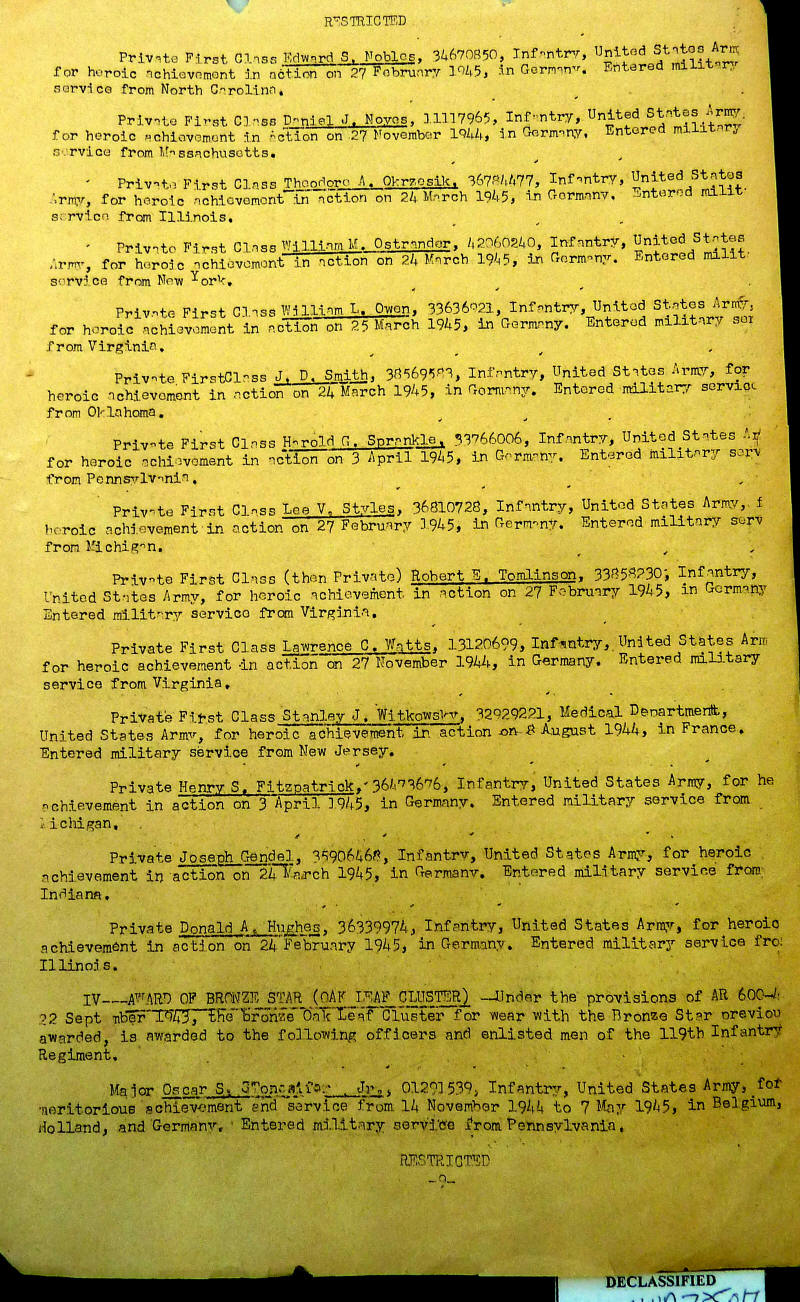 RESTRICTED
Private First Class Edward S. Nobles, 34670850, Infantry, United States Army
for heroic achievement in action on 27 February 1945, in Germany. Entered military
service from North Carolina.
Private First Class Daniel J. Noyes, 11117965, Infantry, United States Army,
for heroic achievement in action on 27 November 1944, in Germany, Entered military
service from Massachusetts.
Private First Class Theodore A. Okrzesik, 36784477, Infantry, United States
Army, for heroic achievement in action on 24 March 1945, in Germany. Entered milit-
service from Illinois.
Private First Class William M. Ostrander, 42060240, Infantry, United States
Army, for heroic achievement in action on 24 March 1945, in Germany. Entered milit-
service from New York.
Private First Class William L. Owen, 33636921, Infantry, United States Army,
for heroic achievement in action on 25 March 1945, in Germany. Entered military ser
from Virginia.
Private FirstClass J. D. Smith, 38569583, Infantry, United States Army, for
heroic achievement in action on 24 March 1945, in Germany. Entered military service
from Oklahoma.
Private First Class Harold G. Sprankle, 33766006, Infantry, United States Ar
for heroic achievement in action on 3 April 1945, in Germany. Entered military serv
from Pennsylvania.
Private First Class Lee V. Styles, 36810728, Infantry, United States Army, f
heroic achievement in action on 27 February 1945, in Germany. Entered military serv
from Michigan.
Private First Class (then Private) Robert E. Tomlinson, 33858230, Infantry,
United States Army, for heroic achievement in action on 27 February 1945, in Germany
Entered military service from Virginia.
Private First Class Lawrence C. Watts, 13120699, Infantry, United States Arm
for heroic achievement in action on 27 November 1944, in Germany. Entered military
service from Virginia.
Private First Class Stanley J. Witkowsky, 32929221, Medical Department,
United States Army, for heroic achievement in action on 8 August 1944, in France.
Entered military service from New Jersey.
Private Henry S. Fitzpatrick, 36473676, Infantry, United States Army, for he
achievement in action on 3 April 1945, in Germany. Entered military service from
Michigan.
Private Joseph Gendel, 35906468, Infantry, United States Army, for heroic
achievement in action on 24 March 1945, in Germany. Entered military service from
Indiana.
Private Donald A. Hughes, 36339974, Infantry, United States Army, for heroic
achievement in action on 24 February 1945, in Germany. Entered military service fro
Illinois.
IV---AWARD OF BRONZE STAR (OAK LEAF CLUSTER) --Under the provisions of AR 600-4
22 September 1943, the Bronze Oak Leaf Cluster for wear with the Bronze Star previou
awarded, is awarded to the following officers and enlisted men of the 119th Infantry
Regiment.
Major Oscar S. Jr., 01291539, Infantry, United States Army, for
meritorious achievement and service from 14 November 1944 to 7 May 1945, in Belgium,
Holland, and Germany. Entered military service from Pennsylvania.
RESTRICTED
-9-
DECLASSIFIED